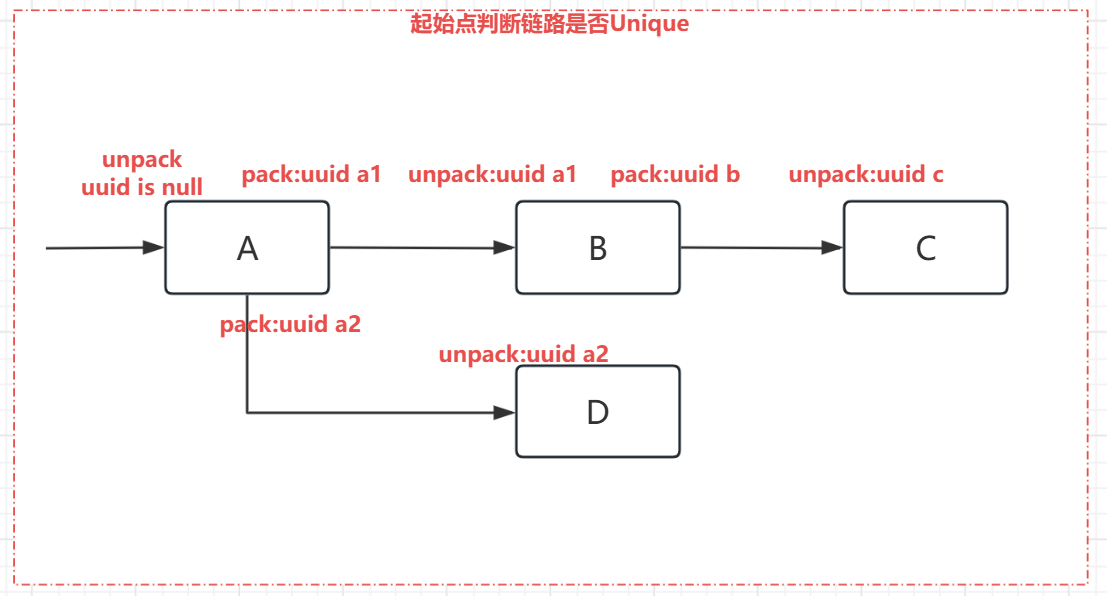 起始点判断链路是否Unique
unpack
uuid is null
pack:uuid a1
unpack:uuid a1
pack:uuid b
unpack:uuid c
A
B
C
pack:uuid a2
unpack:uuid a2
D